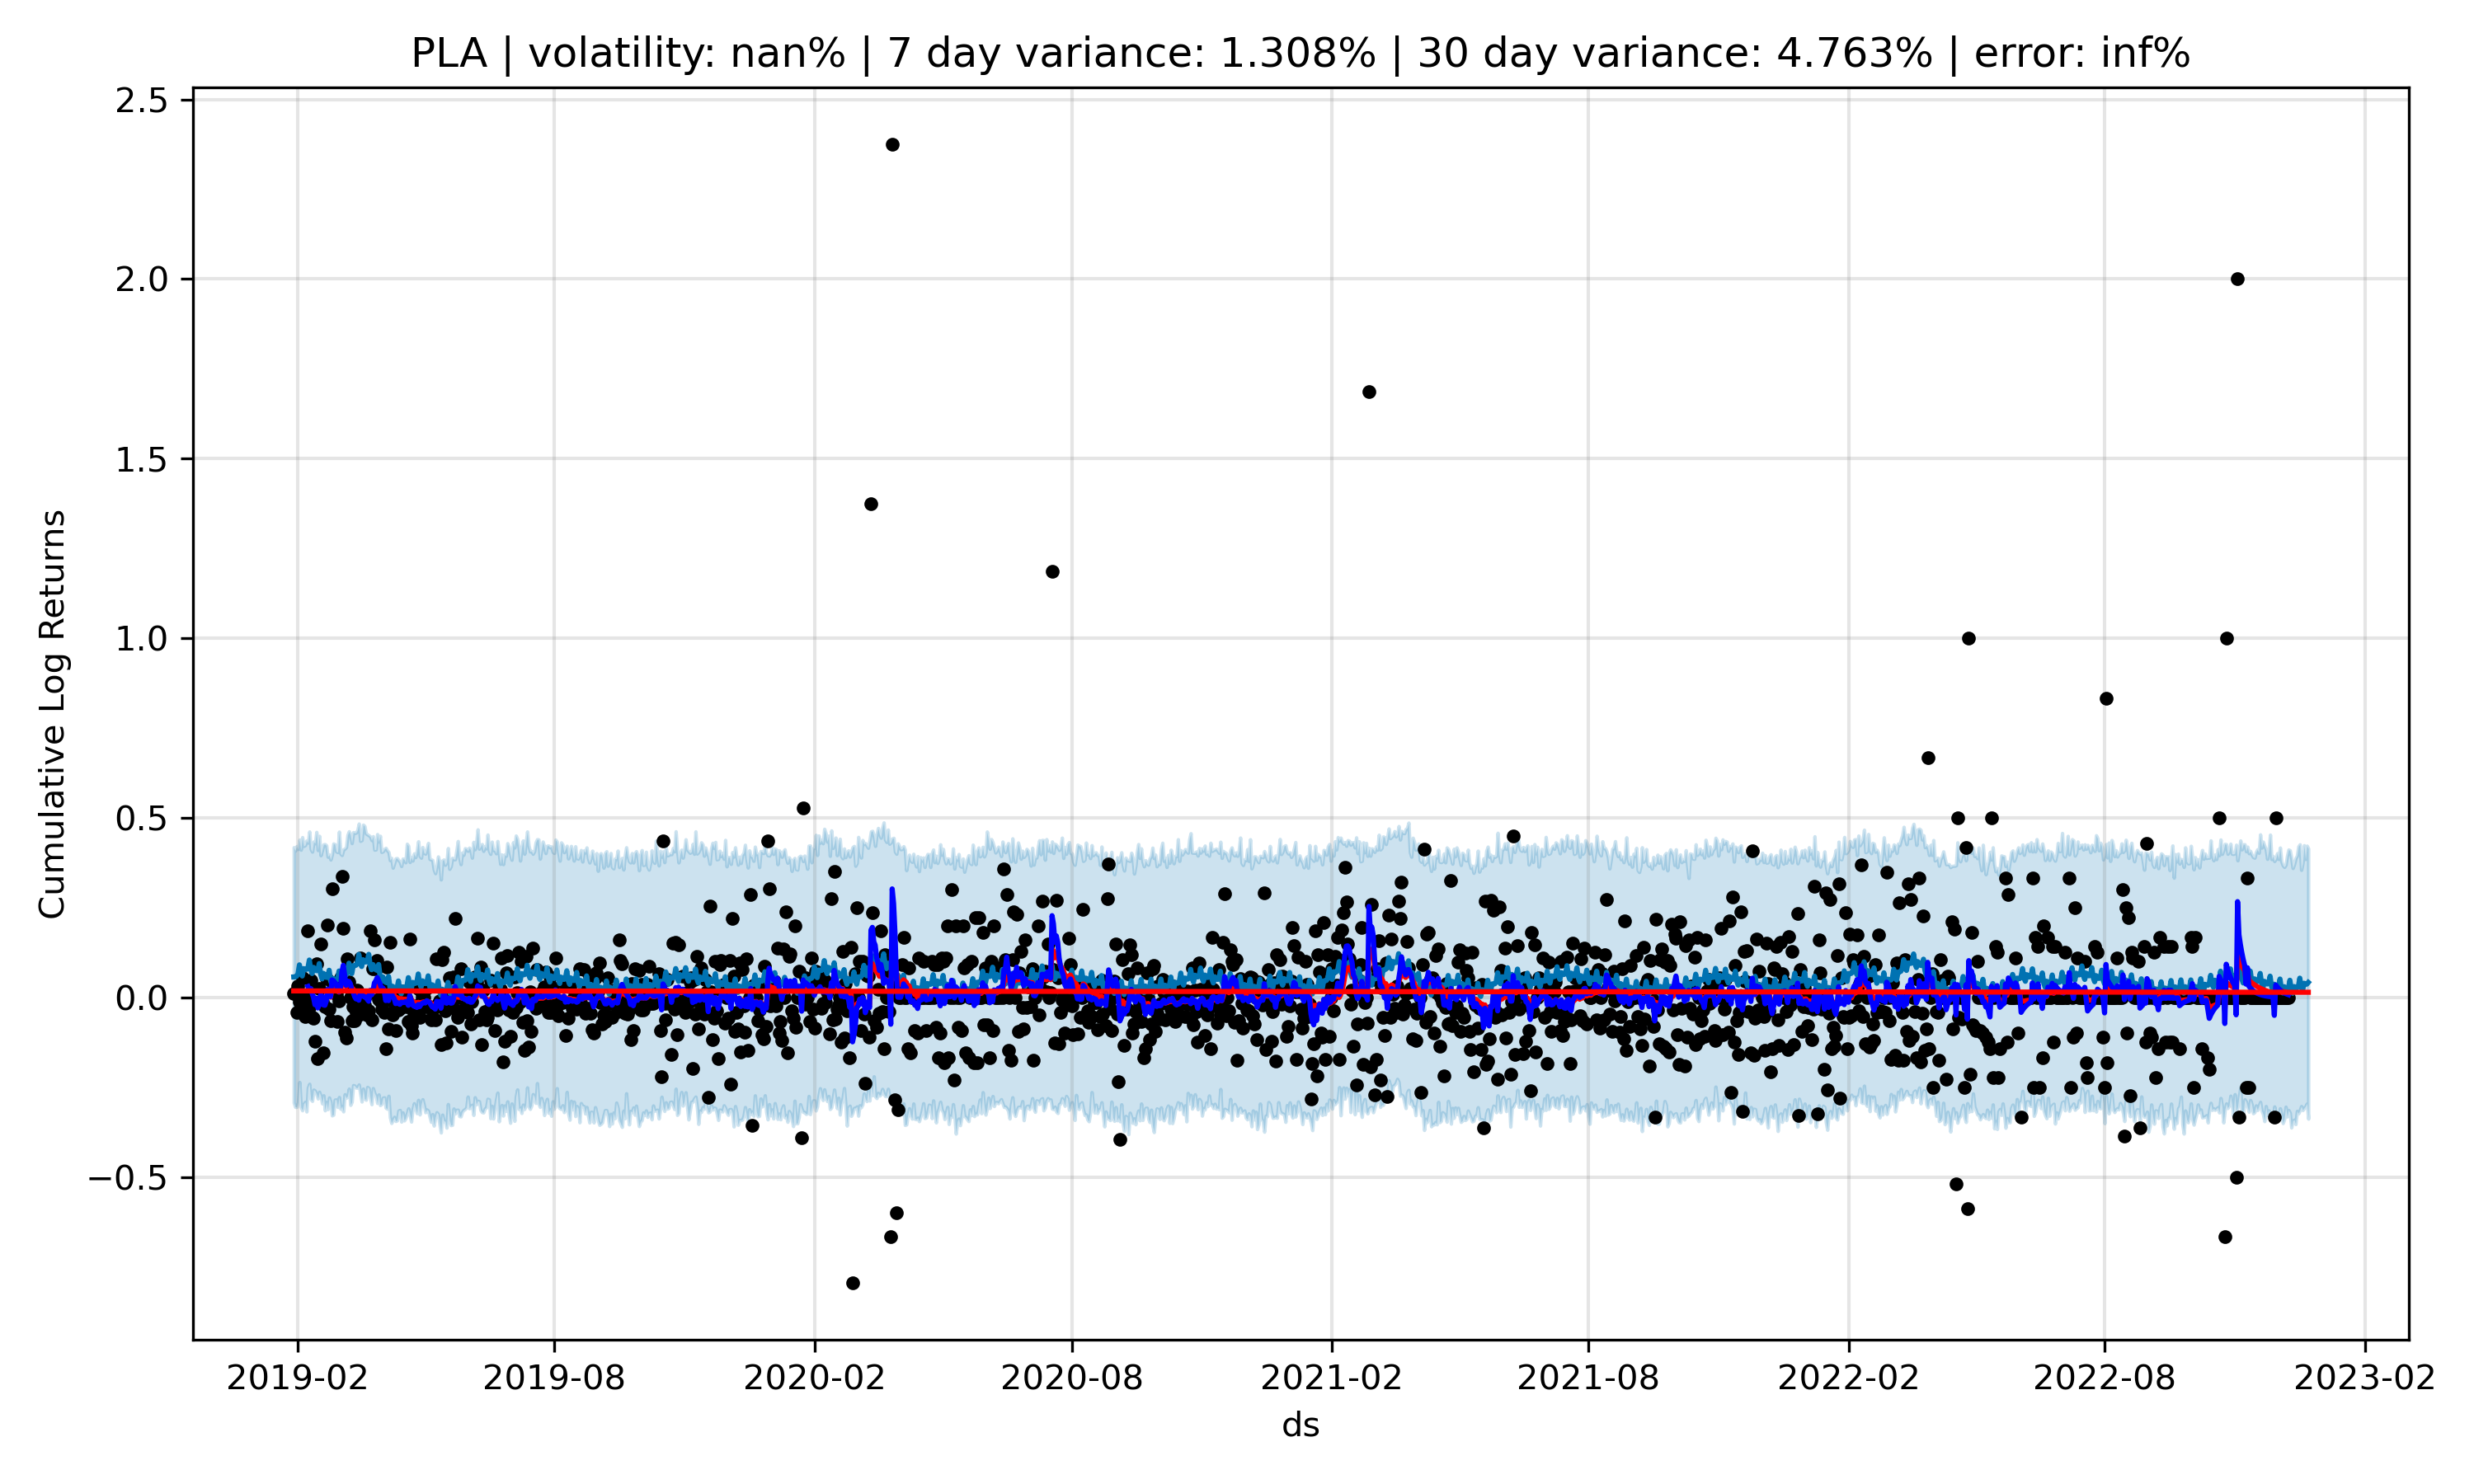 PLA | volatility: nan% | 7 day variance: 1.308% | 30 day variance: 4.763% | error: inf%
2.5
2.0
1.5
1.0
0.5
0.0
−0.5
Cumulative Log Returns
2019-02 2019-08 2020-02 2020-08 2021-02 2021-08 2022-02 2022-08 2023-02
ds